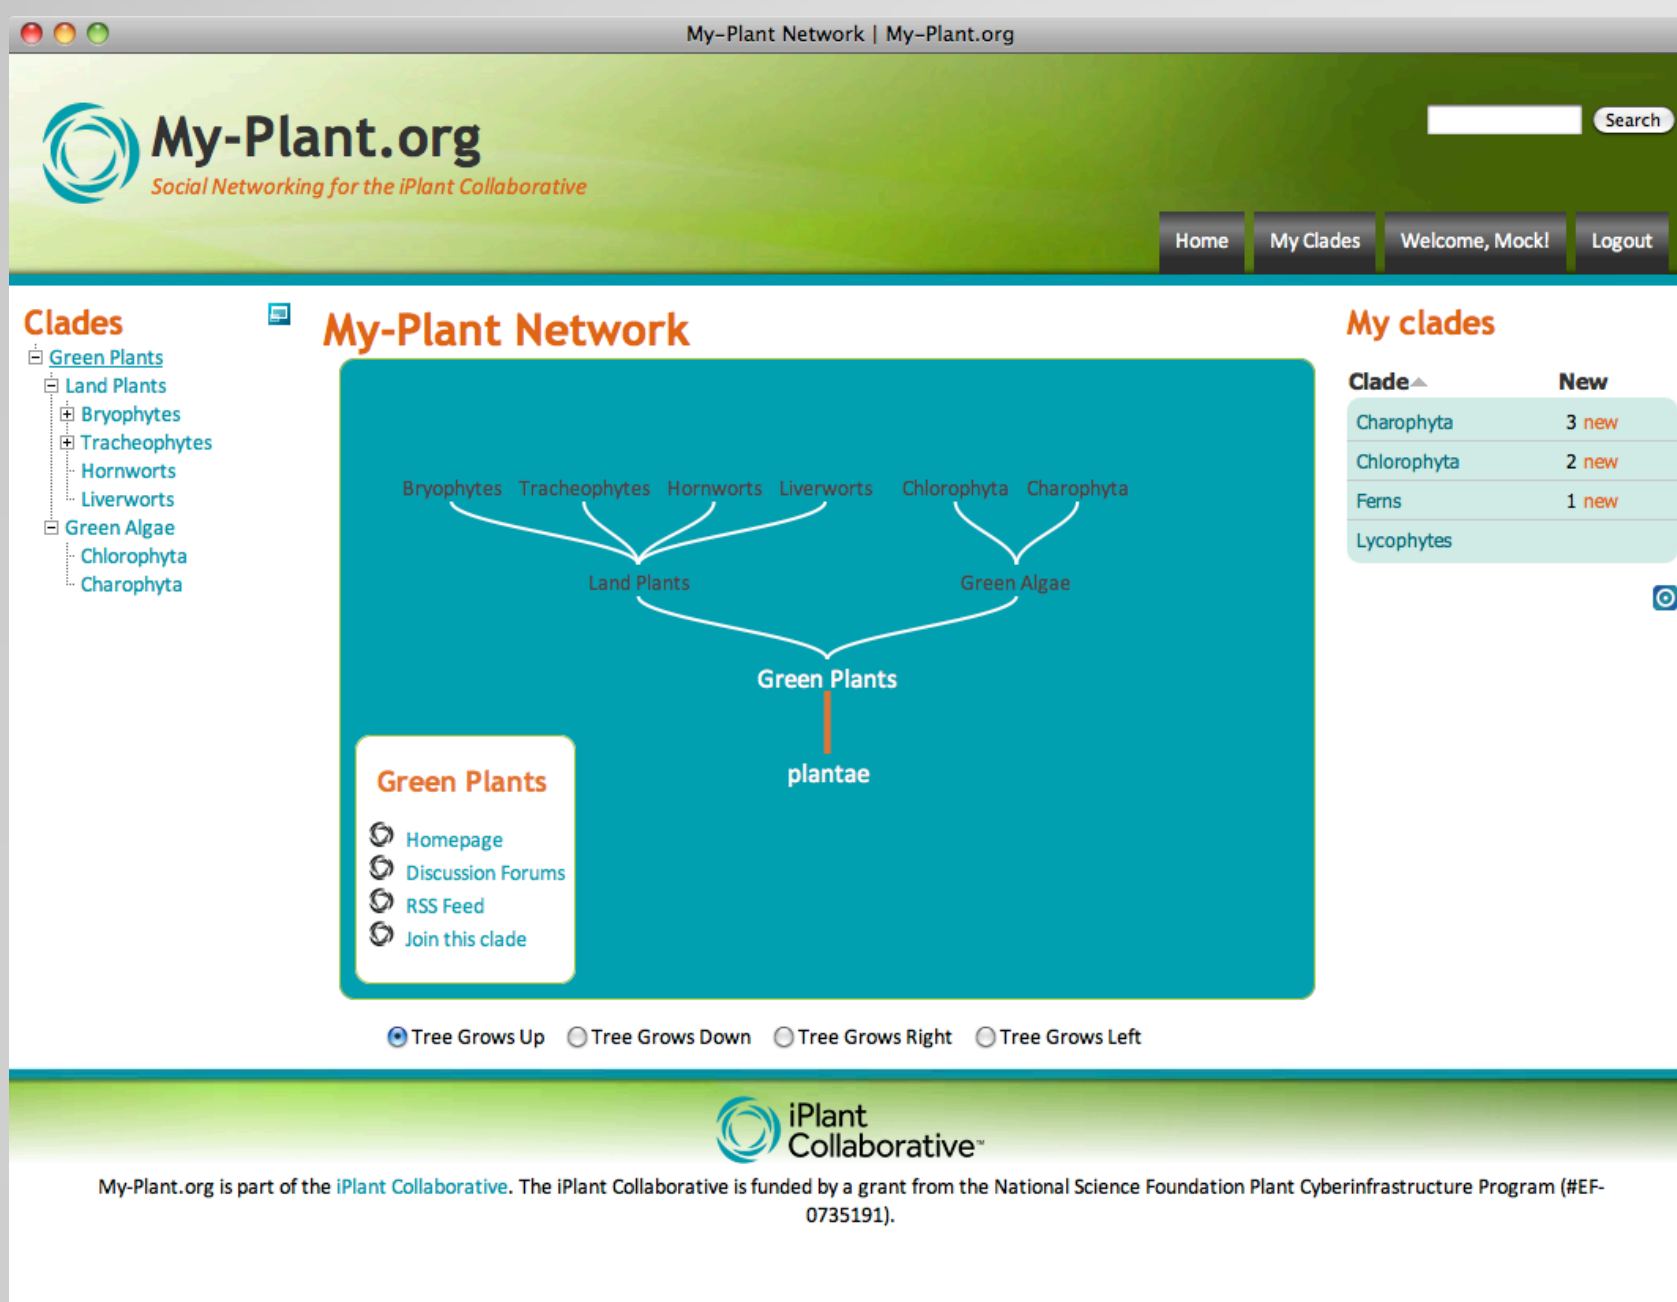 My-Plant Network | My-Plant.org
My-Plant.org
Social Networking for the iPlant Collaborative
Search
Home My Clades Welcome, Mock! Logout
Clades
Green Plants
Land Plants
Bryophytes
Tracheophytes
Hornworts
Liverworts
Green Algae
Chlorophyta
Charophyta
My-Plant Network
Bryophytes Tracheophytes Hornworts Liverworts Chlorophyta Charophyta
Land Plants Green Algae
Green Plants
plantae
Green Plants
Homepage
Discussion Forums
RSS Feed
Join this clade
Tree Grows Up Tree Grows Down Tree Grows Right Tree Grows Left
My clades
Clade New
Charophyta 3 new
Chlorophyta 2 new
Ferns 1 new
Lycophytes
iPlant
Collaborative™
My-Plant.org is part of the iPlant Collaborative. The iPlant Collaborative is funded by a grant from the National Science Foundation Plant Cyberinfrastructure Program (#EF-
0735191).